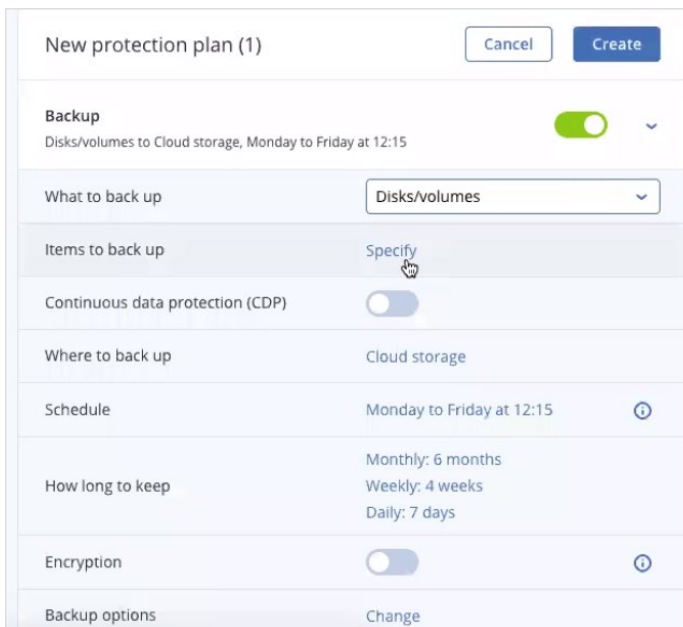 New protection plan (1)
Cancel
Create
Backup
Disks/volumes to Cloud storage, Monday to Friday at 12:15
What to back up
Disks/volumes
Items to back up
Specify
Continuous data protection (CDP)
Where to back up
Cloud storage
Schedule
Monday to Friday at 12:15
How long to keep
Monthly: 6 months
Weekly: 4 weeks
Daily: 7 days
Encryption
Backup options
Change